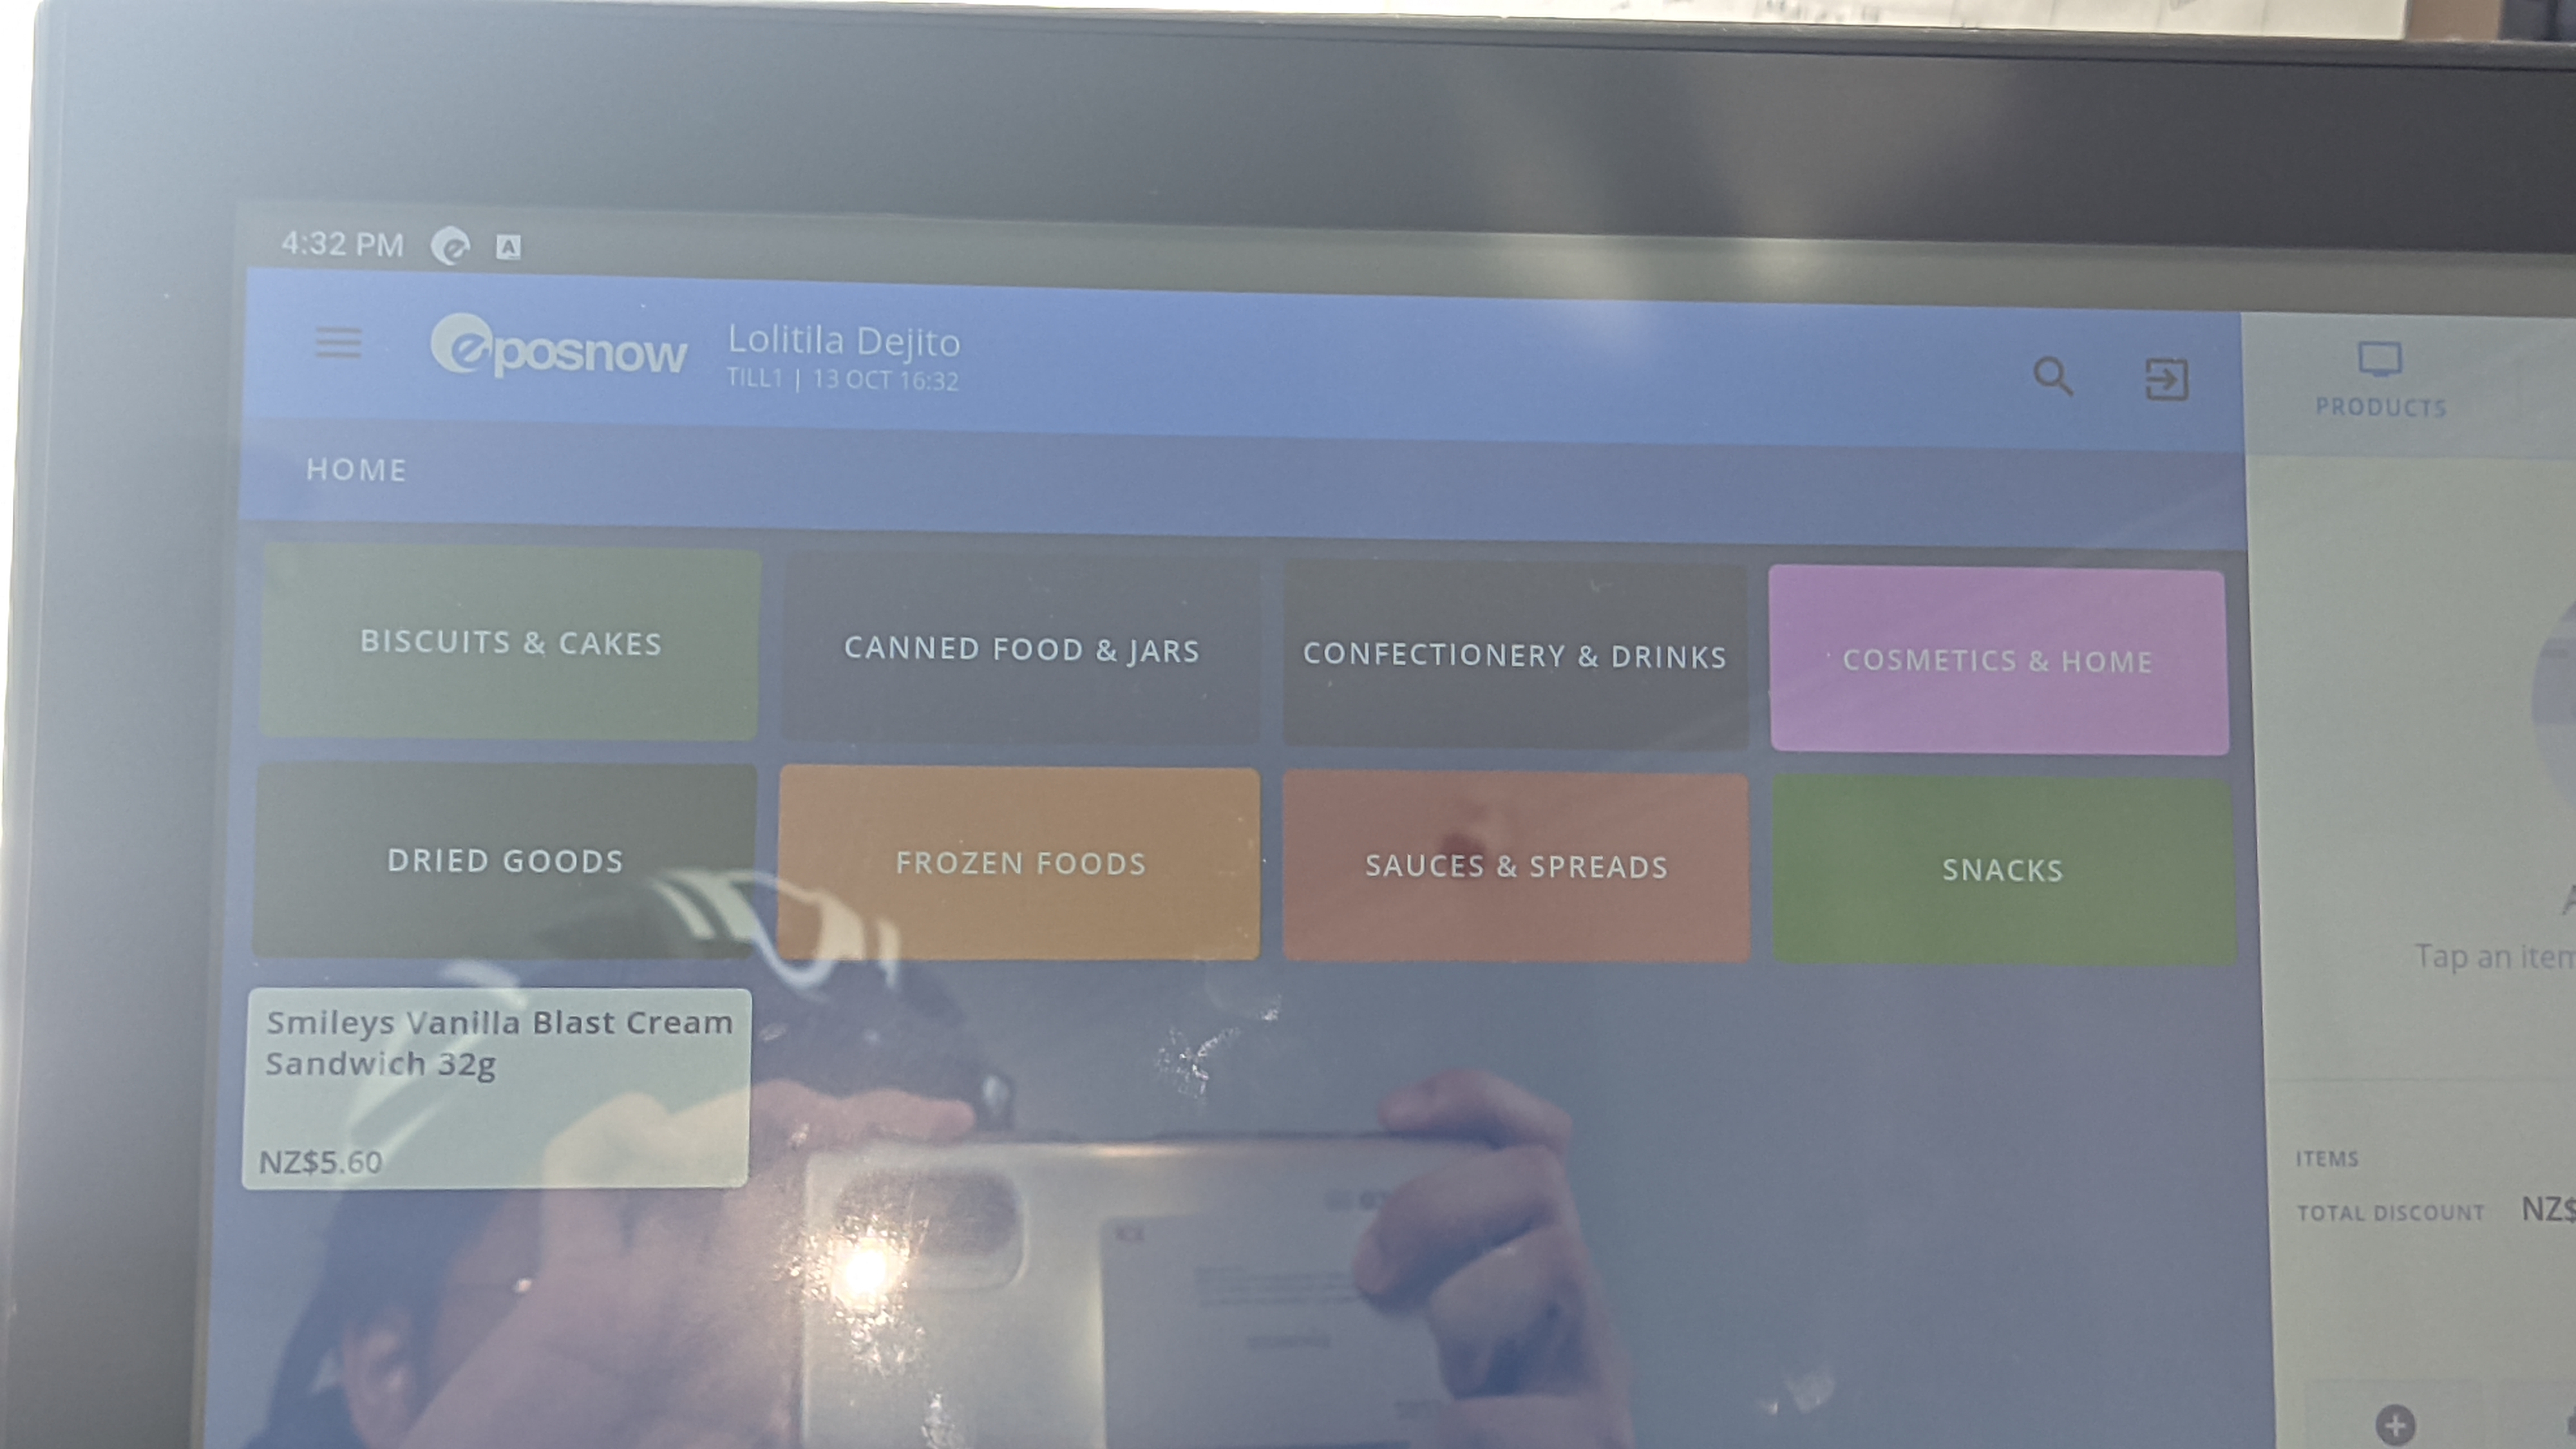 4:32 PM
eposnow
Lolitila Dejito
TILL1 | 13 OCT 16:32
PRODUCTS
HOME
BISCUITS & CAKES
CANNED FOOD & JARS
CONFECTIONERY & DRINKS
COSMETICS & HOME
DRIED GOODS
FROZEN FOODS
SAUCES & SPREADS
SNACKS
Tap an item
Smileys Vanilla Blast Cream
Sandwich 32g
NZ$5.60
ITEMS
TOTAL DISCOUNT NZ$